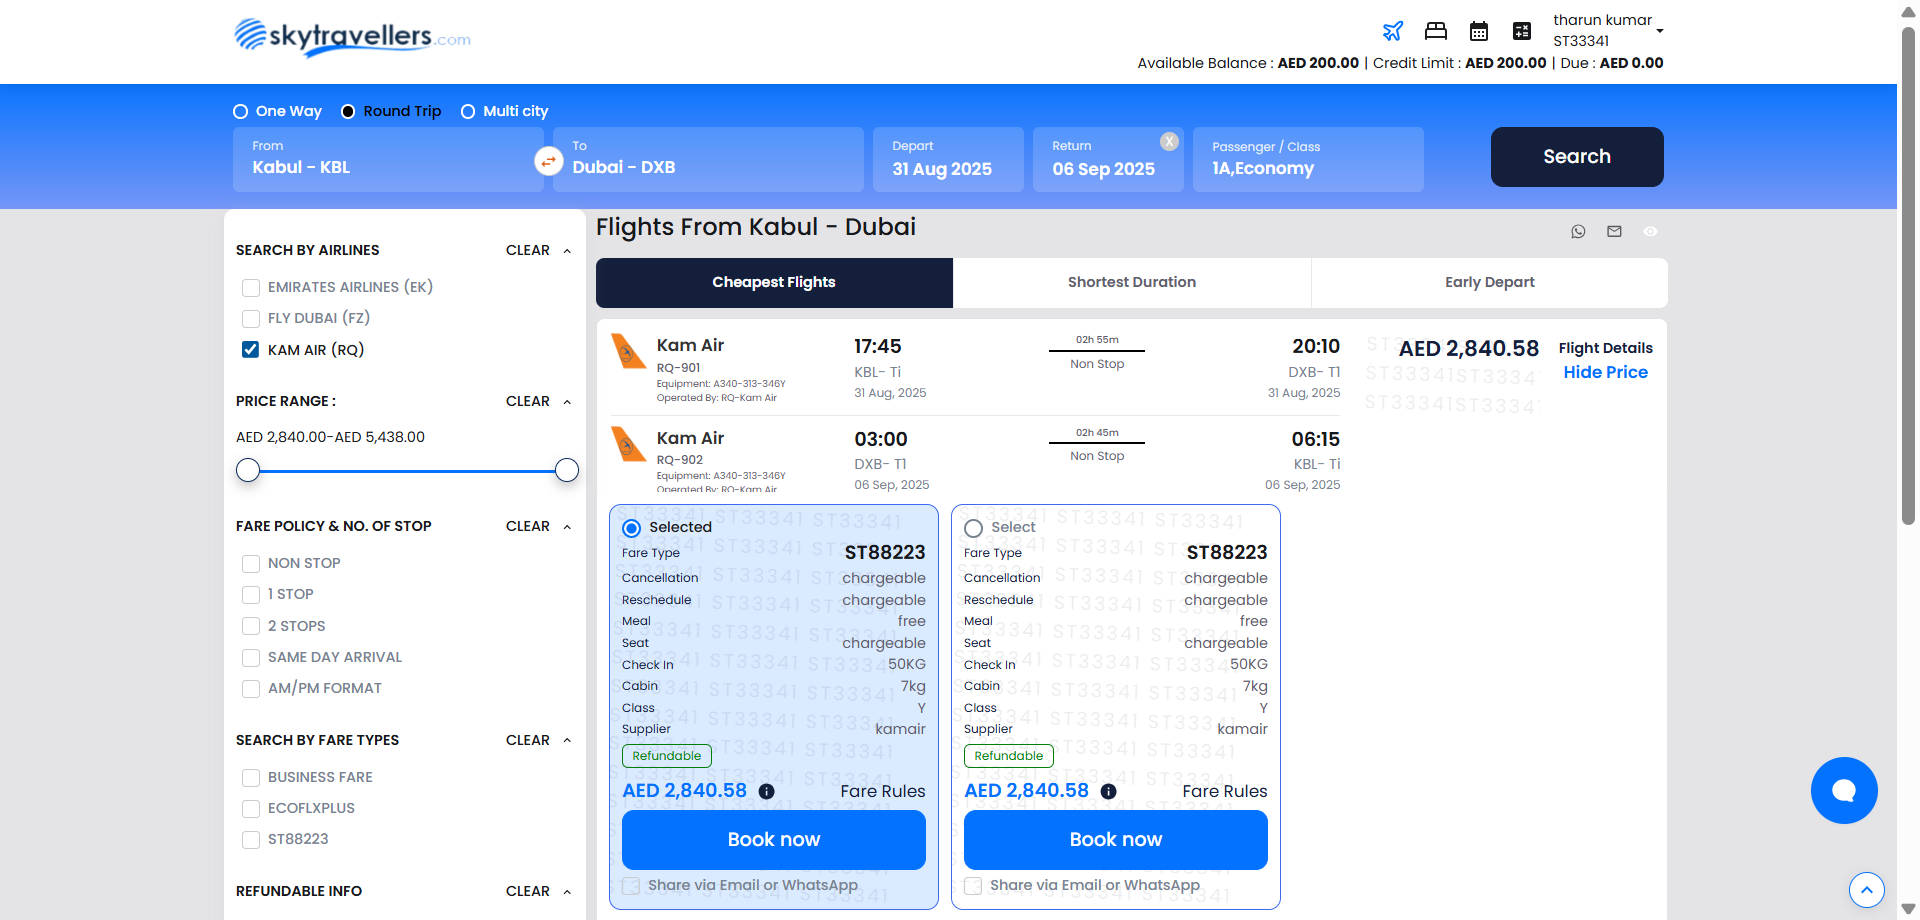 skytravellers.com
tharun kumar
ST33341
Available Balance : AED 200.00 | Credit Limit : AED 200.00 | Due : AED 0.00
One Way Round Trip Multi city
From
Kabul - KBL
To
Dubai - DXB
Depart
31 Aug 2025
Return
X
06 Sep 2025
Passenger / Class
1A,Economy
Search
SEARCH BY AIRLINES CLEAR
EMIRATES AIRLINES (EK)
FLY DUBAI (FZ)
KAM AIR (RQ)
PRICE RANGE : CLEAR
AED 2,840.00-AED 5,438.00
FARE POLICY & NO. OF STOP CLEAR
NON STOP
1 STOP
2 STOPS
SAME DAY ARRIVAL
AM/PM FORMAT
SEARCH BY FARE TYPES CLEAR
BUSINESS FARE
ECOFLXPLUS
ST88223
REFUNDABLE INFO CLEAR
Flights From Kabul - Dubai
Cheapest Flights Shortest Duration Early Depart
Kam Air
RQ-901
Equipment: A340-313-346Y
Operated By: RQ-Kam Air
17:45
KBL- Ti
31 Aug, 2025
02h 55m
Non Stop
20:10
DXB- T1
31 Aug, 2025
AED 2,840.58
Flight Details
Hide Price
ST33341ST33341
ST33341ST33341
Kam Air
RQ-902
Equipment: A340-313-346Y
Operated By: RQ-Kam Air
03:00
DXB- T1
06 Sep, 2025
02h 45m
Non Stop
06:15
KBL- Ti
06 Sep, 2025
Selected
Fare Type ST88223
Cancellation chargeable
Reschedule chargeable
Meal free
Seat chargeable
Check In 50KG
Cabin 7kg
Class Y
Supplier kamair
Refundable
AED 2,840.58 i Fare Rules
Book now
Share via Email or WhatsApp
Select
Fare Type ST88223
Cancellation chargeable
Reschedule chargeable
Meal free
Seat chargeable
Check In 50KG
Cabin 7kg
Class Y
Supplier kamair
Refundable
AED 2,840.58 i Fare Rules
Book now
Share via Email or WhatsApp